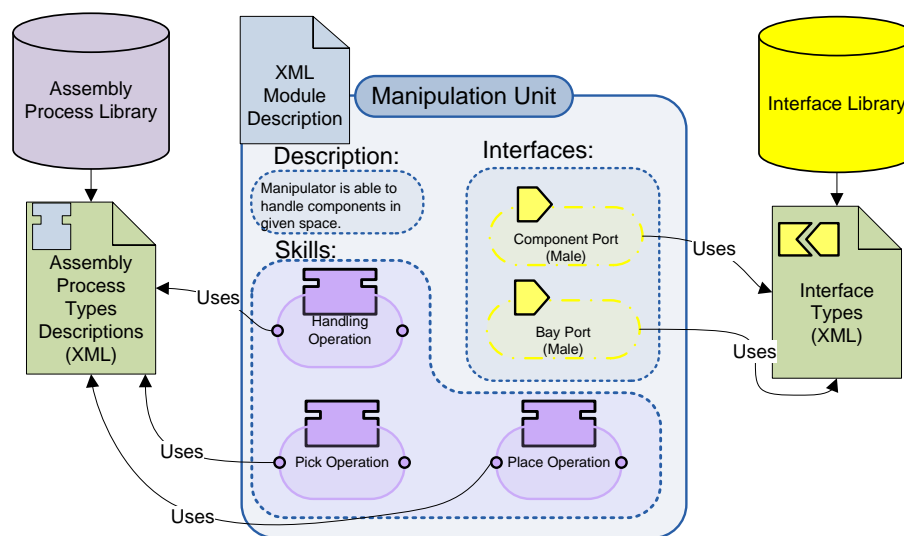 Assembly
Process Library
XML
Module
Description
Manipulation Unit
Interface Library
Description:
Manipulator is able to
handle components in
given space.
Interfaces:
Component Port
(Male)
Bay Port
(Male)
Skills:
Handling
Operation
Pick Operation
Place Operation
Assembly
Process
Types
Descriptions
(XML)
Interface
Types
(XML)
Uses
Uses
Uses
Uses
Uses